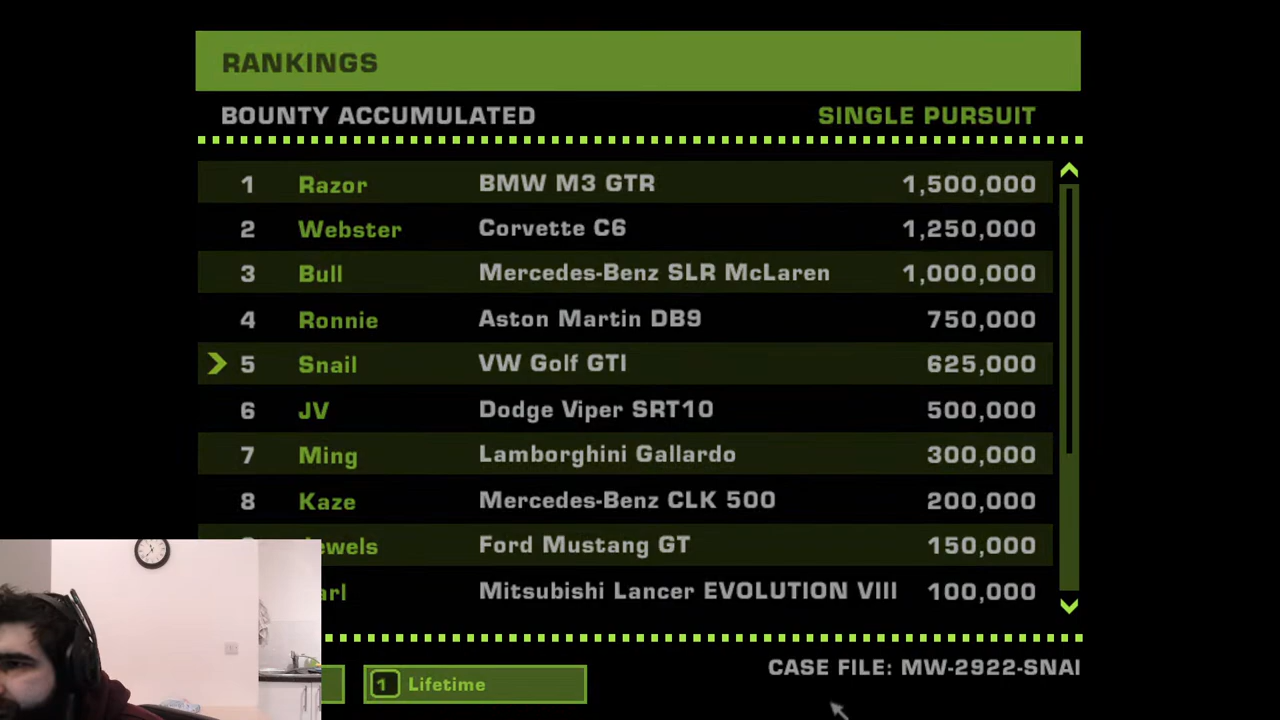 RANKINGS
BOUNTY ACCUMULATED SINGLE PURSUIT
1 Razor BMW M3 GTR 1,500,000
2 Webster Corvette C6 1,250,000
3 Bull Mercedes-Benz SLR McLaren 1,000,000
4 Ronnie Aston Martin DB9 750,000
5 Snail VW Golf GTI 625,000
6 JV Dodge Viper SRT10 500,000
7 Ming Lamborghini Gallardo 300,000
8 Kaze Mercedes-Benz CLK 500 200,000
ewels Ford Mustang GT 150,000
arl Mitsubishi Lancer EVOLUTION VIII 100,000
1 Lifetime
CASE FILE: MW-2922-SNAI